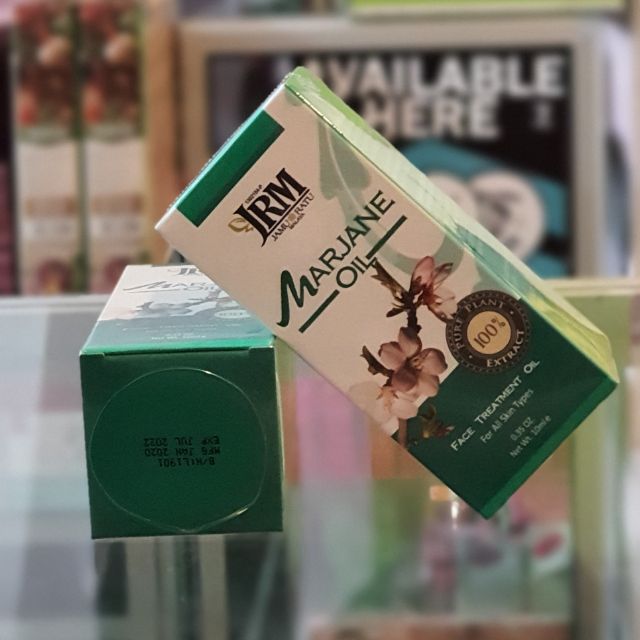 AVAILABLE
HERE
JRM
JAMU RATU
MARJANE
OIL
PURE PLANT
100%
EXTRACT
FACE TREATMENT OIL
For All Skin Types
0.35 OZ
Net Wt. 10ml e
B/H(L1901
MFG JAN 2020
EXP JUL 2022